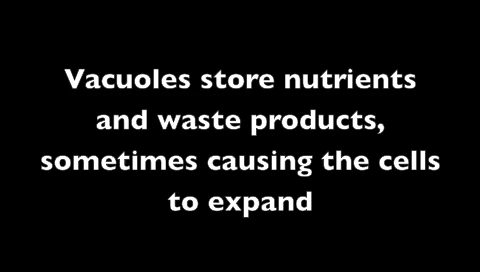 Vacuoles store nutrients
and waste products,
sometimes causing the cells
to expand